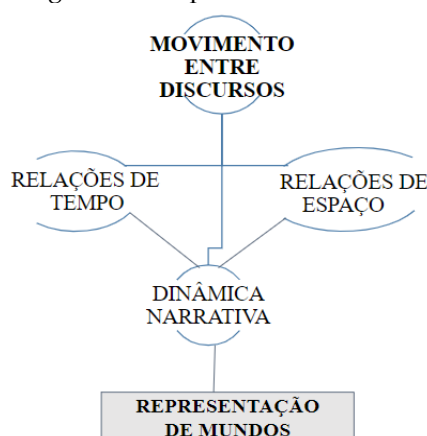 MOVIMENTO
ENTRE
DISCURSOS
RELAÇÕES DE
TEMPO
RELAÇÕES DE
ESPAÇO
DINÂMICA
NARRATIVA
REPRESENTAÇÃO
DE MUNDOS